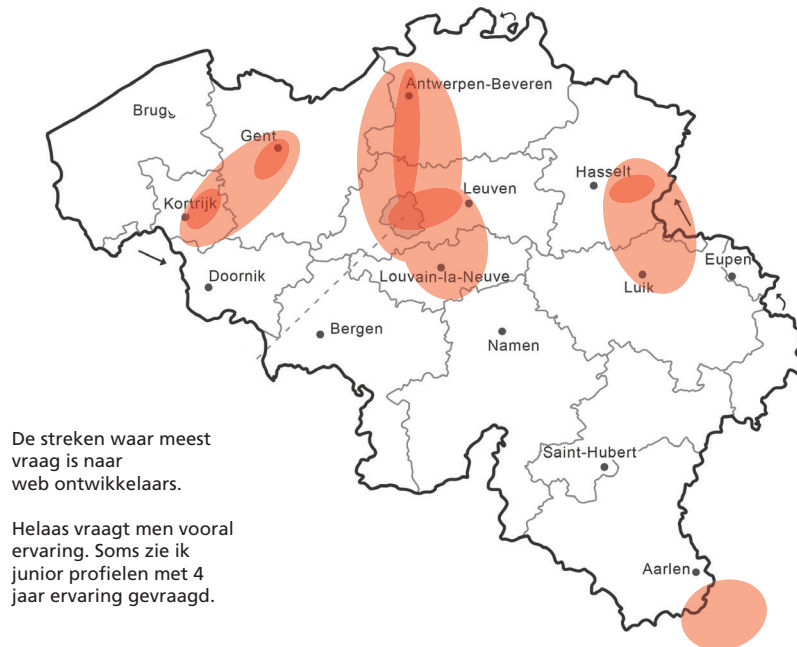 Antwerpen-Beveren
Brugs
Gent
Hasselt
Leuven
Kortrijk
Eupen
Doornik
Louvain-la-Neuve
Luik
Bergen
Namen
De streken waar meest
vraag is naar
web ontwikkelaars.
Helaas vraagt men vooral
ervaring. Soms zie ik
junior profielen met 4
jaar ervaring gevraagd.
Saint-Hubert
Aarlen